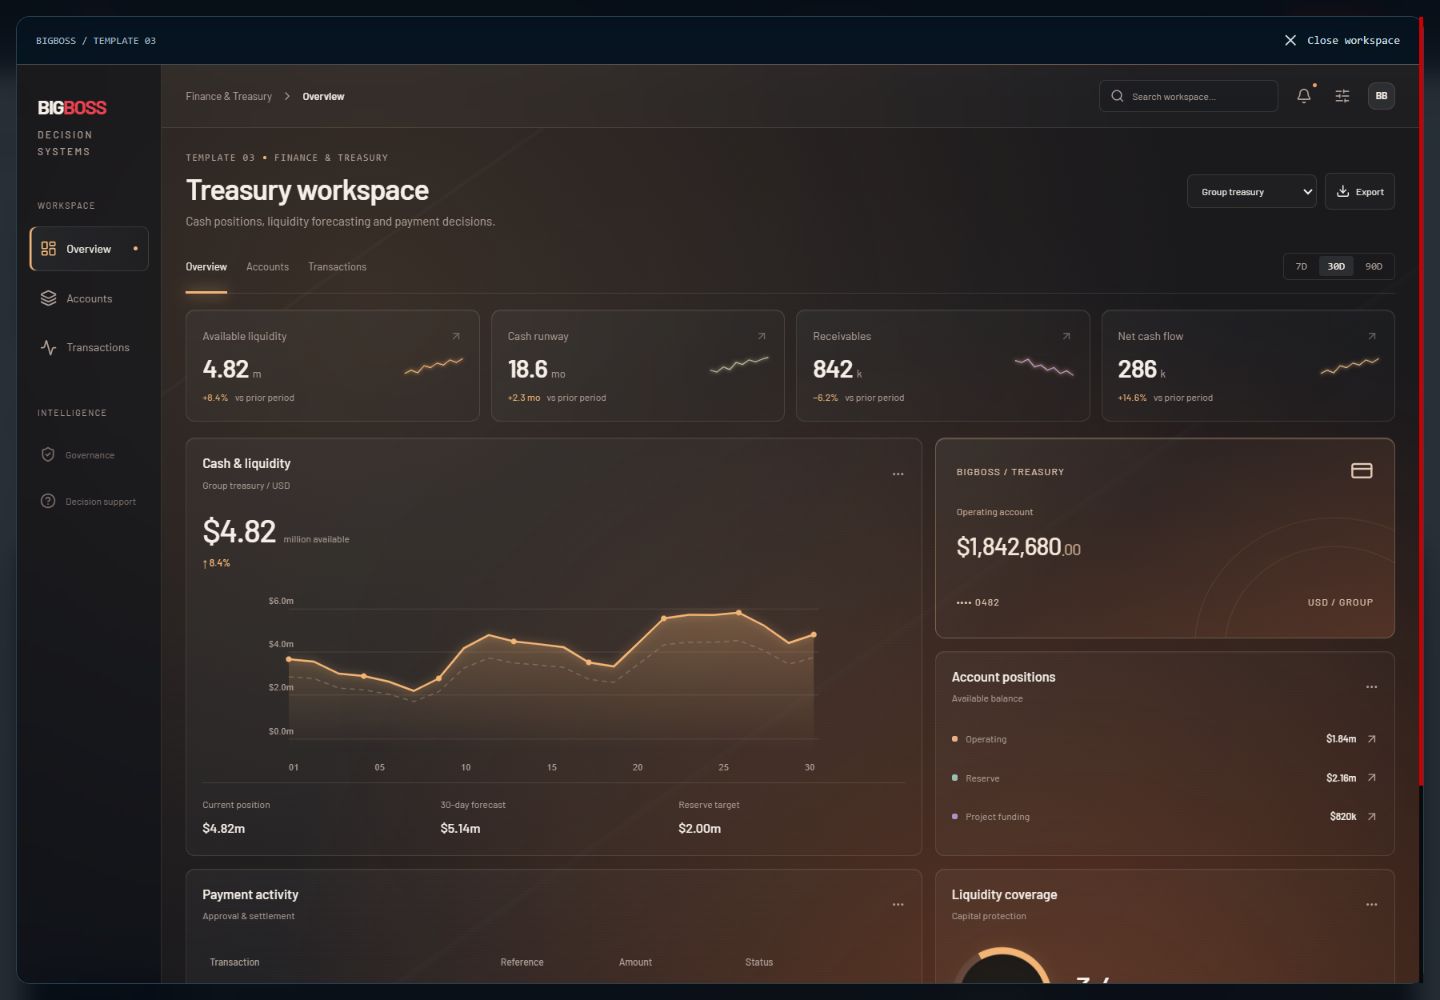 BIGBOSS / TEMPLATE 03
Close workspace
BIGBOSS
DECISION
SYSTEMS
WORKSPACE
Overview
Accounts
Transactions
INTELLIGENCE
Governance
Decision support
Finance & Treasury > Overview
Search workspace...
BB
TEMPLATE 03 • FINANCE & TREASURY
Treasury workspace
Cash positions, liquidity forecasting and payment decisions.
Group treasury
Export
Overview Accounts Transactions
7D 30D 90D
Available liquidity
4.82 m
+8.4% vs prior period
Cash runway
18.6 mo
+2.3 mo vs prior period
Receivables
842 k
−6.2% vs prior period
Net cash flow
286 k
+14.6% vs prior period
Cash & liquidity
Group treasury / USD
$4.82 million available
↑ 8.4%
$6.0m
$4.0m
$2.0m
$0.0m
01 05 10 15 20 25 30
Current position
$4.82m
30-day forecast
$5.14m
Reserve target
$2.00m
BIGBOSS / TREASURY
Operating account
$1,842,680.00
•••• 0482
USD / GROUP
Account positions
Available balance
Operating $1.84m
Reserve $2.16m
Project funding $820k
Payment activity
Approval & settlement
Transaction Reference Amount Status
Liquidity coverage
Capital protection